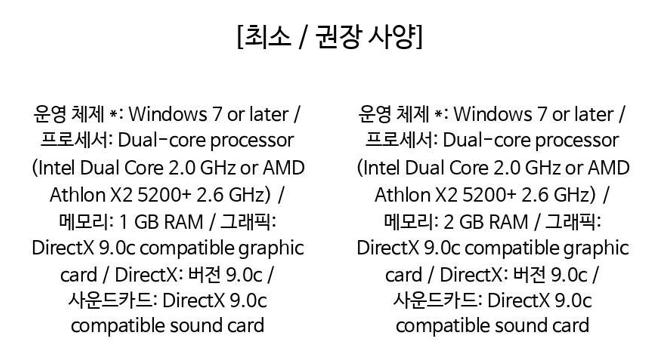 [최소 / 권장 사양]
운영 체제 *: Windows 7 or later /
프로세서: Dual-core processor
(Intel Dual Core 2.0 GHz or AMD
Athlon X2 5200+ 2.6 GHz) /
메모리: 1 GB RAM / 그래픽:
DirectX 9.0c compatible graphic
card / DirectX: 버전 9.0c /
사운드카드: DirectX 9.0c
compatible sound card
운영 체제 *: Windows 7 or later /
프로세서: Dual-core processor
(Intel Dual Core 2.0 GHz or AMD
Athlon X2 5200+ 2.6 GHz) /
메모리: 2 GB RAM / 그래픽:
DirectX 9.0c compatible graphic
card / DirectX: 버전 9.0c /
사운드카드: DirectX 9.0c
compatible sound card